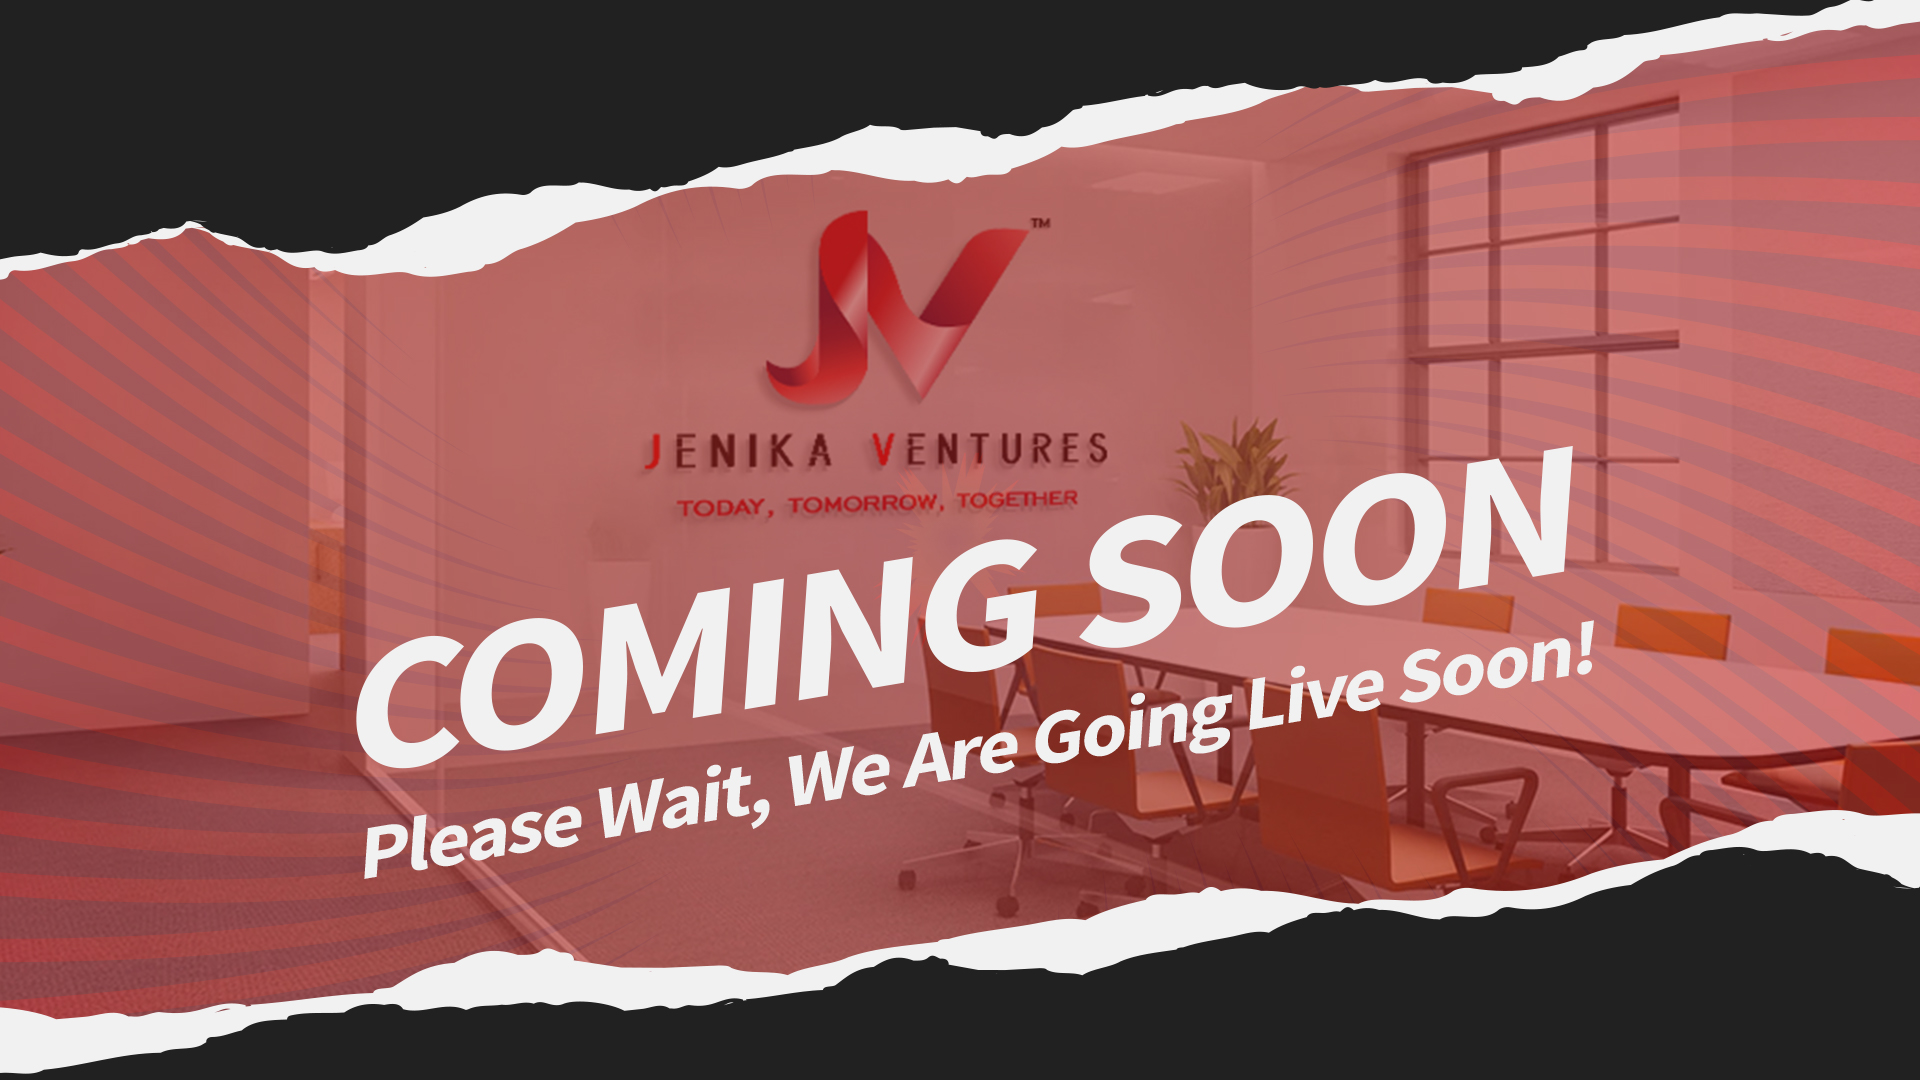 JV™
JENIKA VENTURES
TODAY, TOMORROW, TOGETHER
COMING SOON
Please Wait, We Are Going Live Soon!